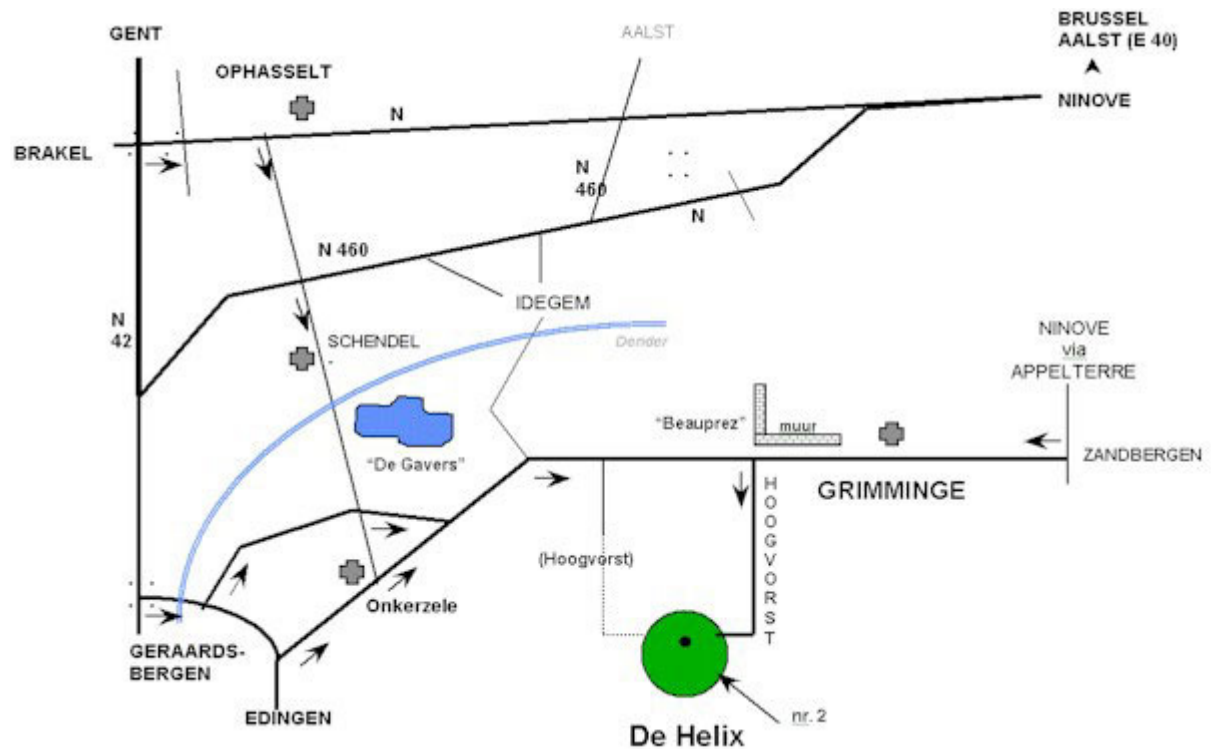 GENT
AALST
BRUSSEL
AALST (E 40)
OPHASSELT
NINOVE
N
BRAKEL
N
460
N
N 460
IDEGEM
N
42
SCHENDEL
Dender
NINOVE
via
APPELTERRE
"Beauprez"
muur
"De Gavers"
ZANDBERGEN
GRIMMINGE
HOOGVORST
(Hoogvorst)
Onkerzele
GERAARDS-
BERGEN
EDINGEN
nr. 2
De Helix